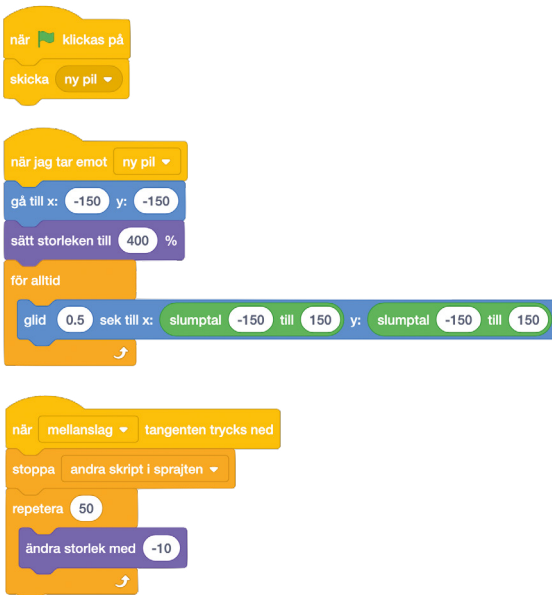 när klickas på
skicka ny pil
när jag tar emot ny pil
gå till x: -150 y: -150
sätt storleken till 400 %
för alltid
glid 0.5 sek till x: slumptal -150 till 150 y: slumptal -150 till 150
när mellanslag tangenten trycks ned
stoppa andra skript i sprajten
repetera 50
ändra storlek med -10